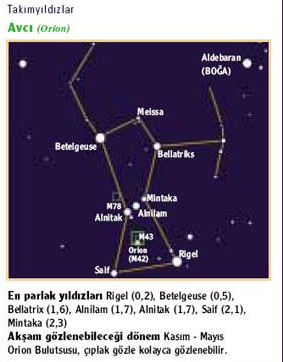 Takımyıldızlar
Avcı (Orion)
Aldebaran
(BOĞA)
Meissa
Betelgeuse
Bellatriks
Mintaka
M78
Alnilam
Alnitak
M43
Orion
(M42)
Rigel
Saif
En parlak yıldızları Rigel (0,2), Betelgeuse (0,5),
Bellatrix (1,6), Alnilam (1,7), Alnitak (1,7), Saif (2,1),
Mintaka (2,3)
Akşam gözlenebileceği dönem Kasım - Mayıs
Orion Bulutsusu, çıplak gözle kolayca gözlenebilir.